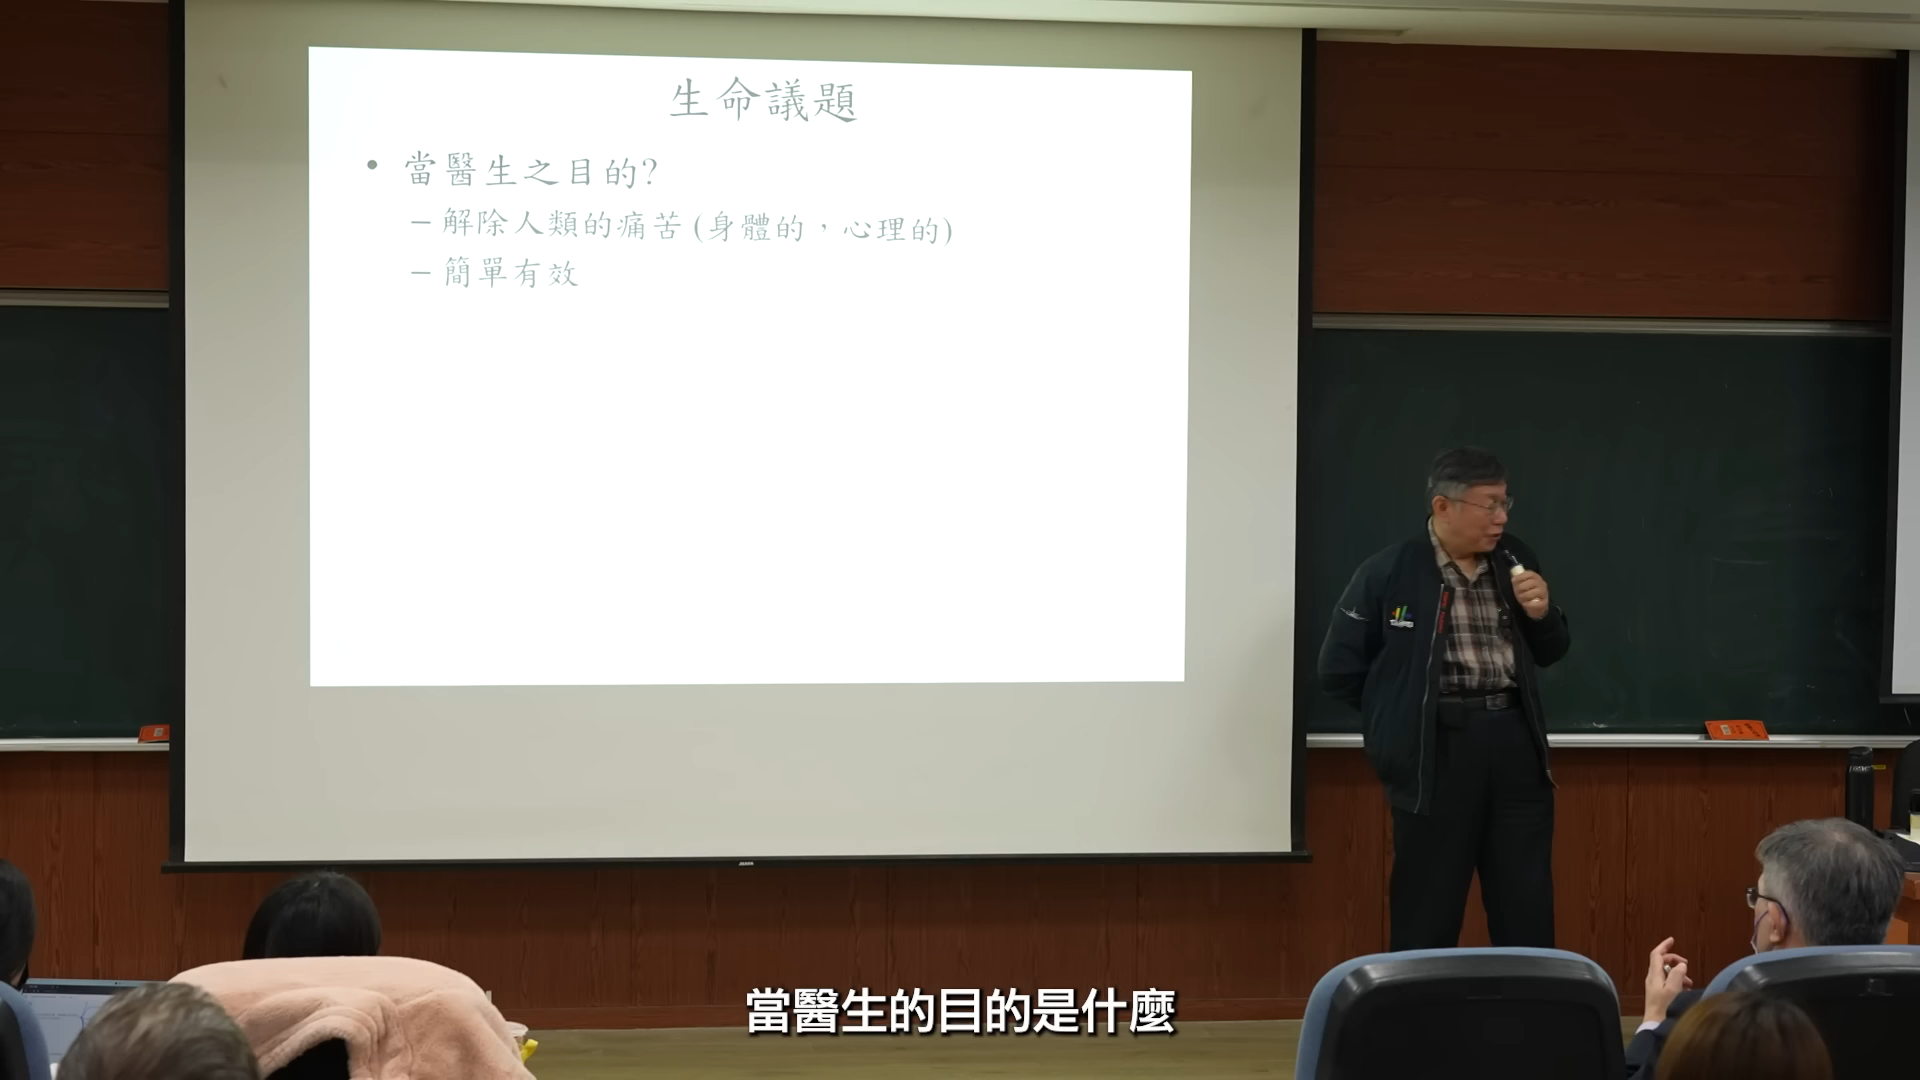 生命議題
• 當醫生之目的?
– 解除人類的痛苦(身體的,心理的)
– 簡單有效
當醫生的目的是什麼